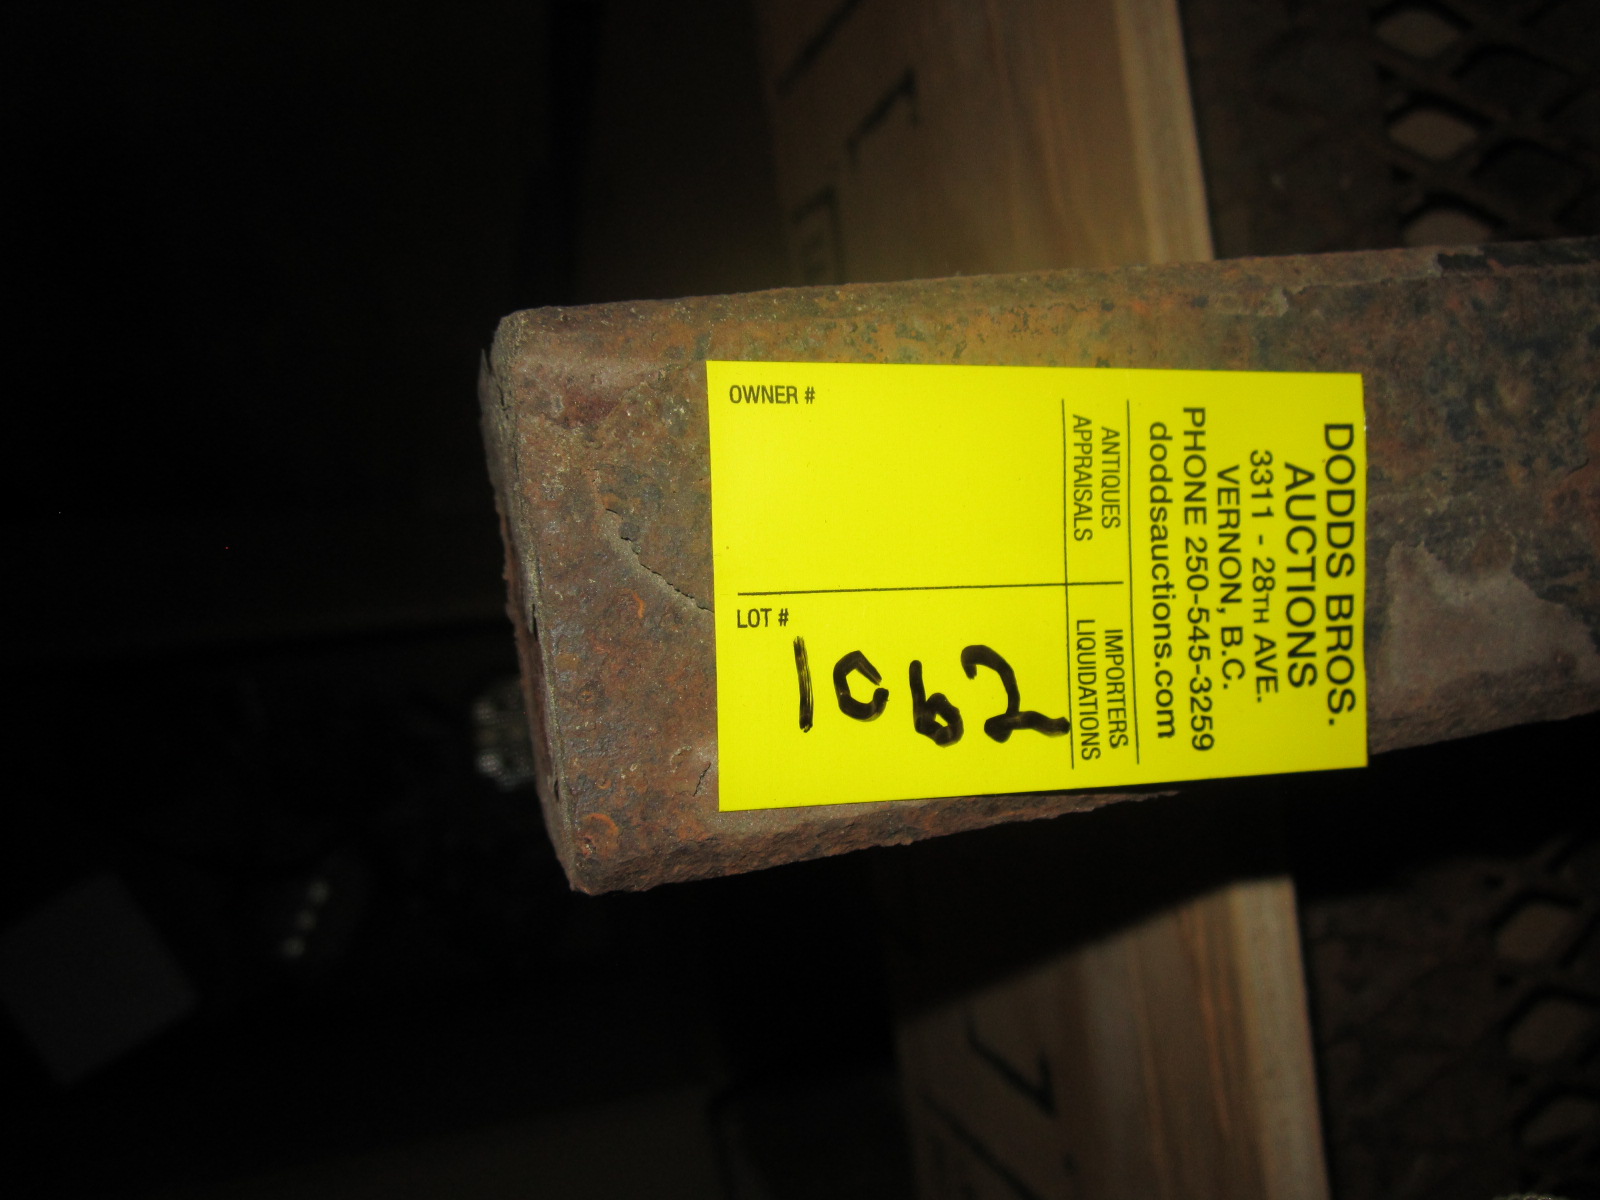 DODDS BROS.
AUCTIONS
3311 - 28TH AVE.
VERNON, B.C.
PHONE 250-545-3259
doddsauctions.com
ANTIQUES
APPRAISALS
IMPORTERS
LIQUIDATIONS
OWNER #
LOT #
1062